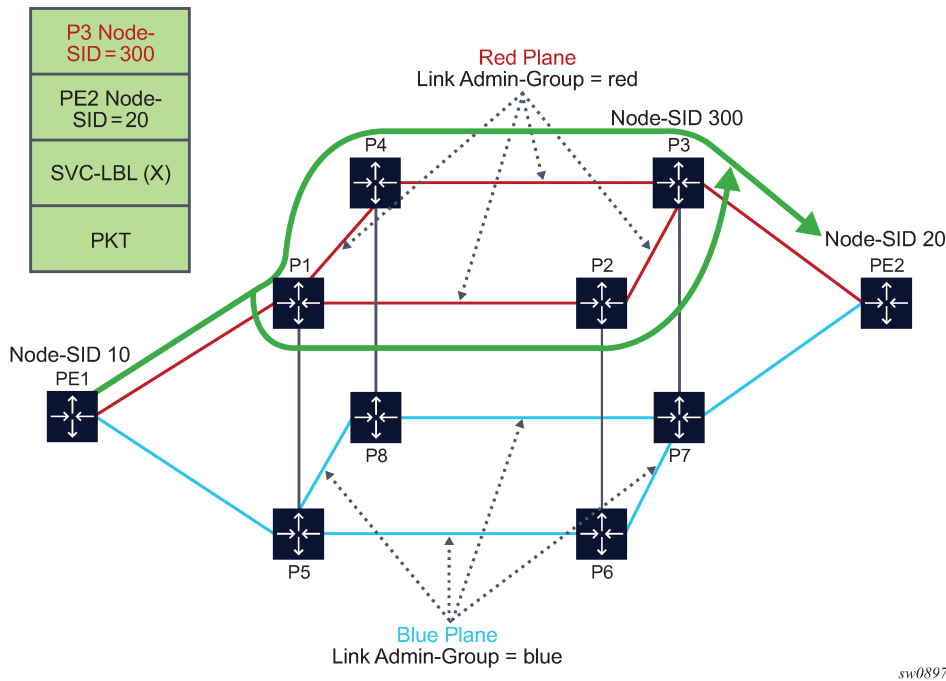 P3 Node-
SID = 300
PE2 Node-
SID = 20
SVC-LBL (X)
PKT
Red Plane
Link Admin-Group = red
Node-SID 300
P4
P3
Node-SID 20
P1
P2
PE2
Node-SID 10
PE1
P8
P7
P5
P6
Blue Plane
Link Admin-Group = blue
sw0897